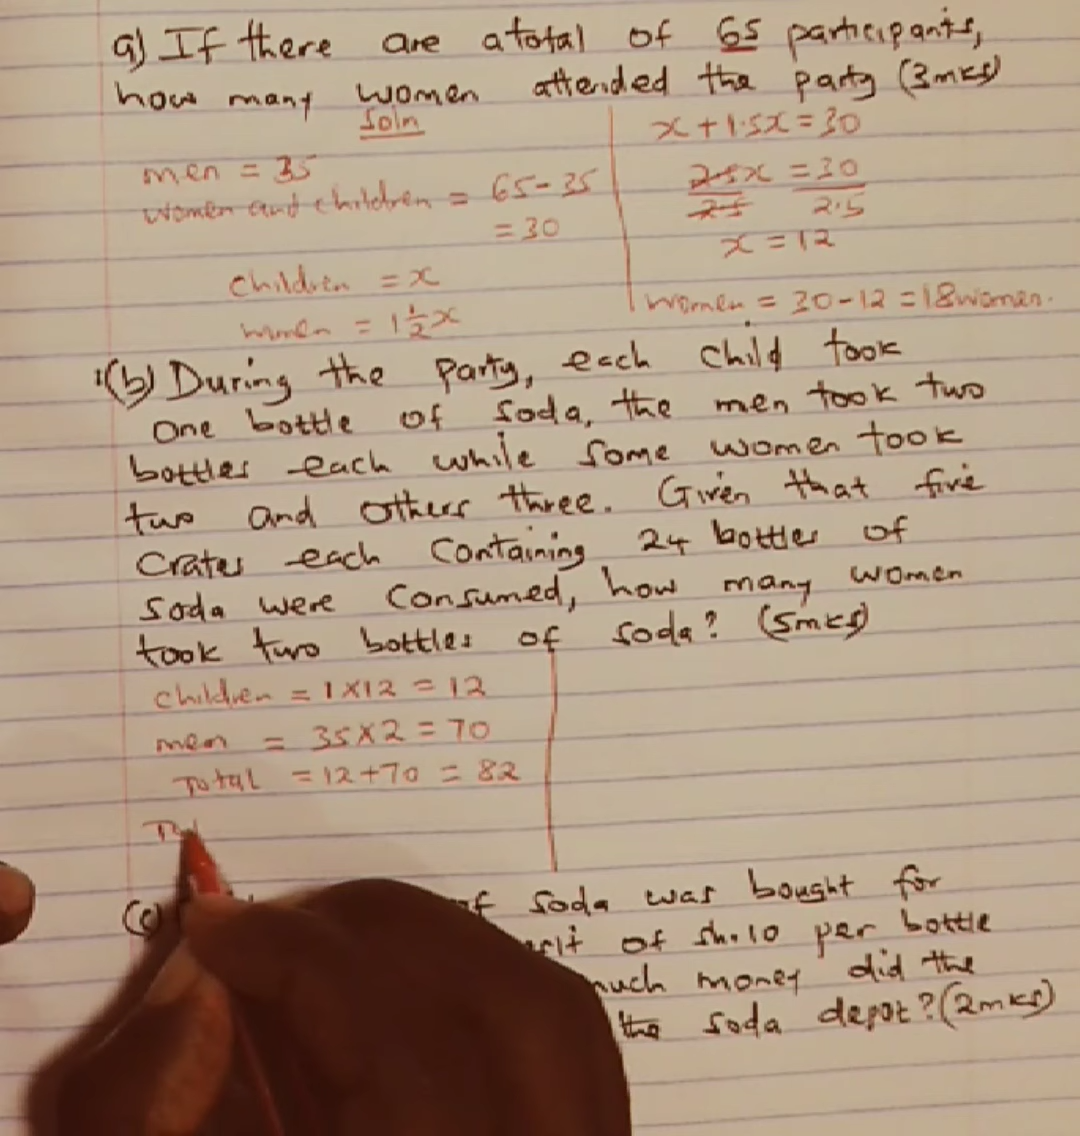 a) If there are a total of 65 participants,
how many women attended the party (3mks)
Soln
men = 35
women and children = 65-35
= 30
children = x
women = 1 1/2 x
x + 1.5x = 30
2.5x = 30
2.5 2.5
x = 12
women = 30-12 = 18 women.
(b) During the party, each child took
one bottle of soda, the men took two
bottles each while some women took
two and others three. Given that five
crates each containing 24 bottles of
soda were consumed, how many women
took two bottles of soda? (5mks)
children = 1x12 = 12
men = 35x2 = 70
Total = 12+70 = 82
(c) of soda was bought for
of sh.10 per bottle
much money did the
the soda depot? (2mks)